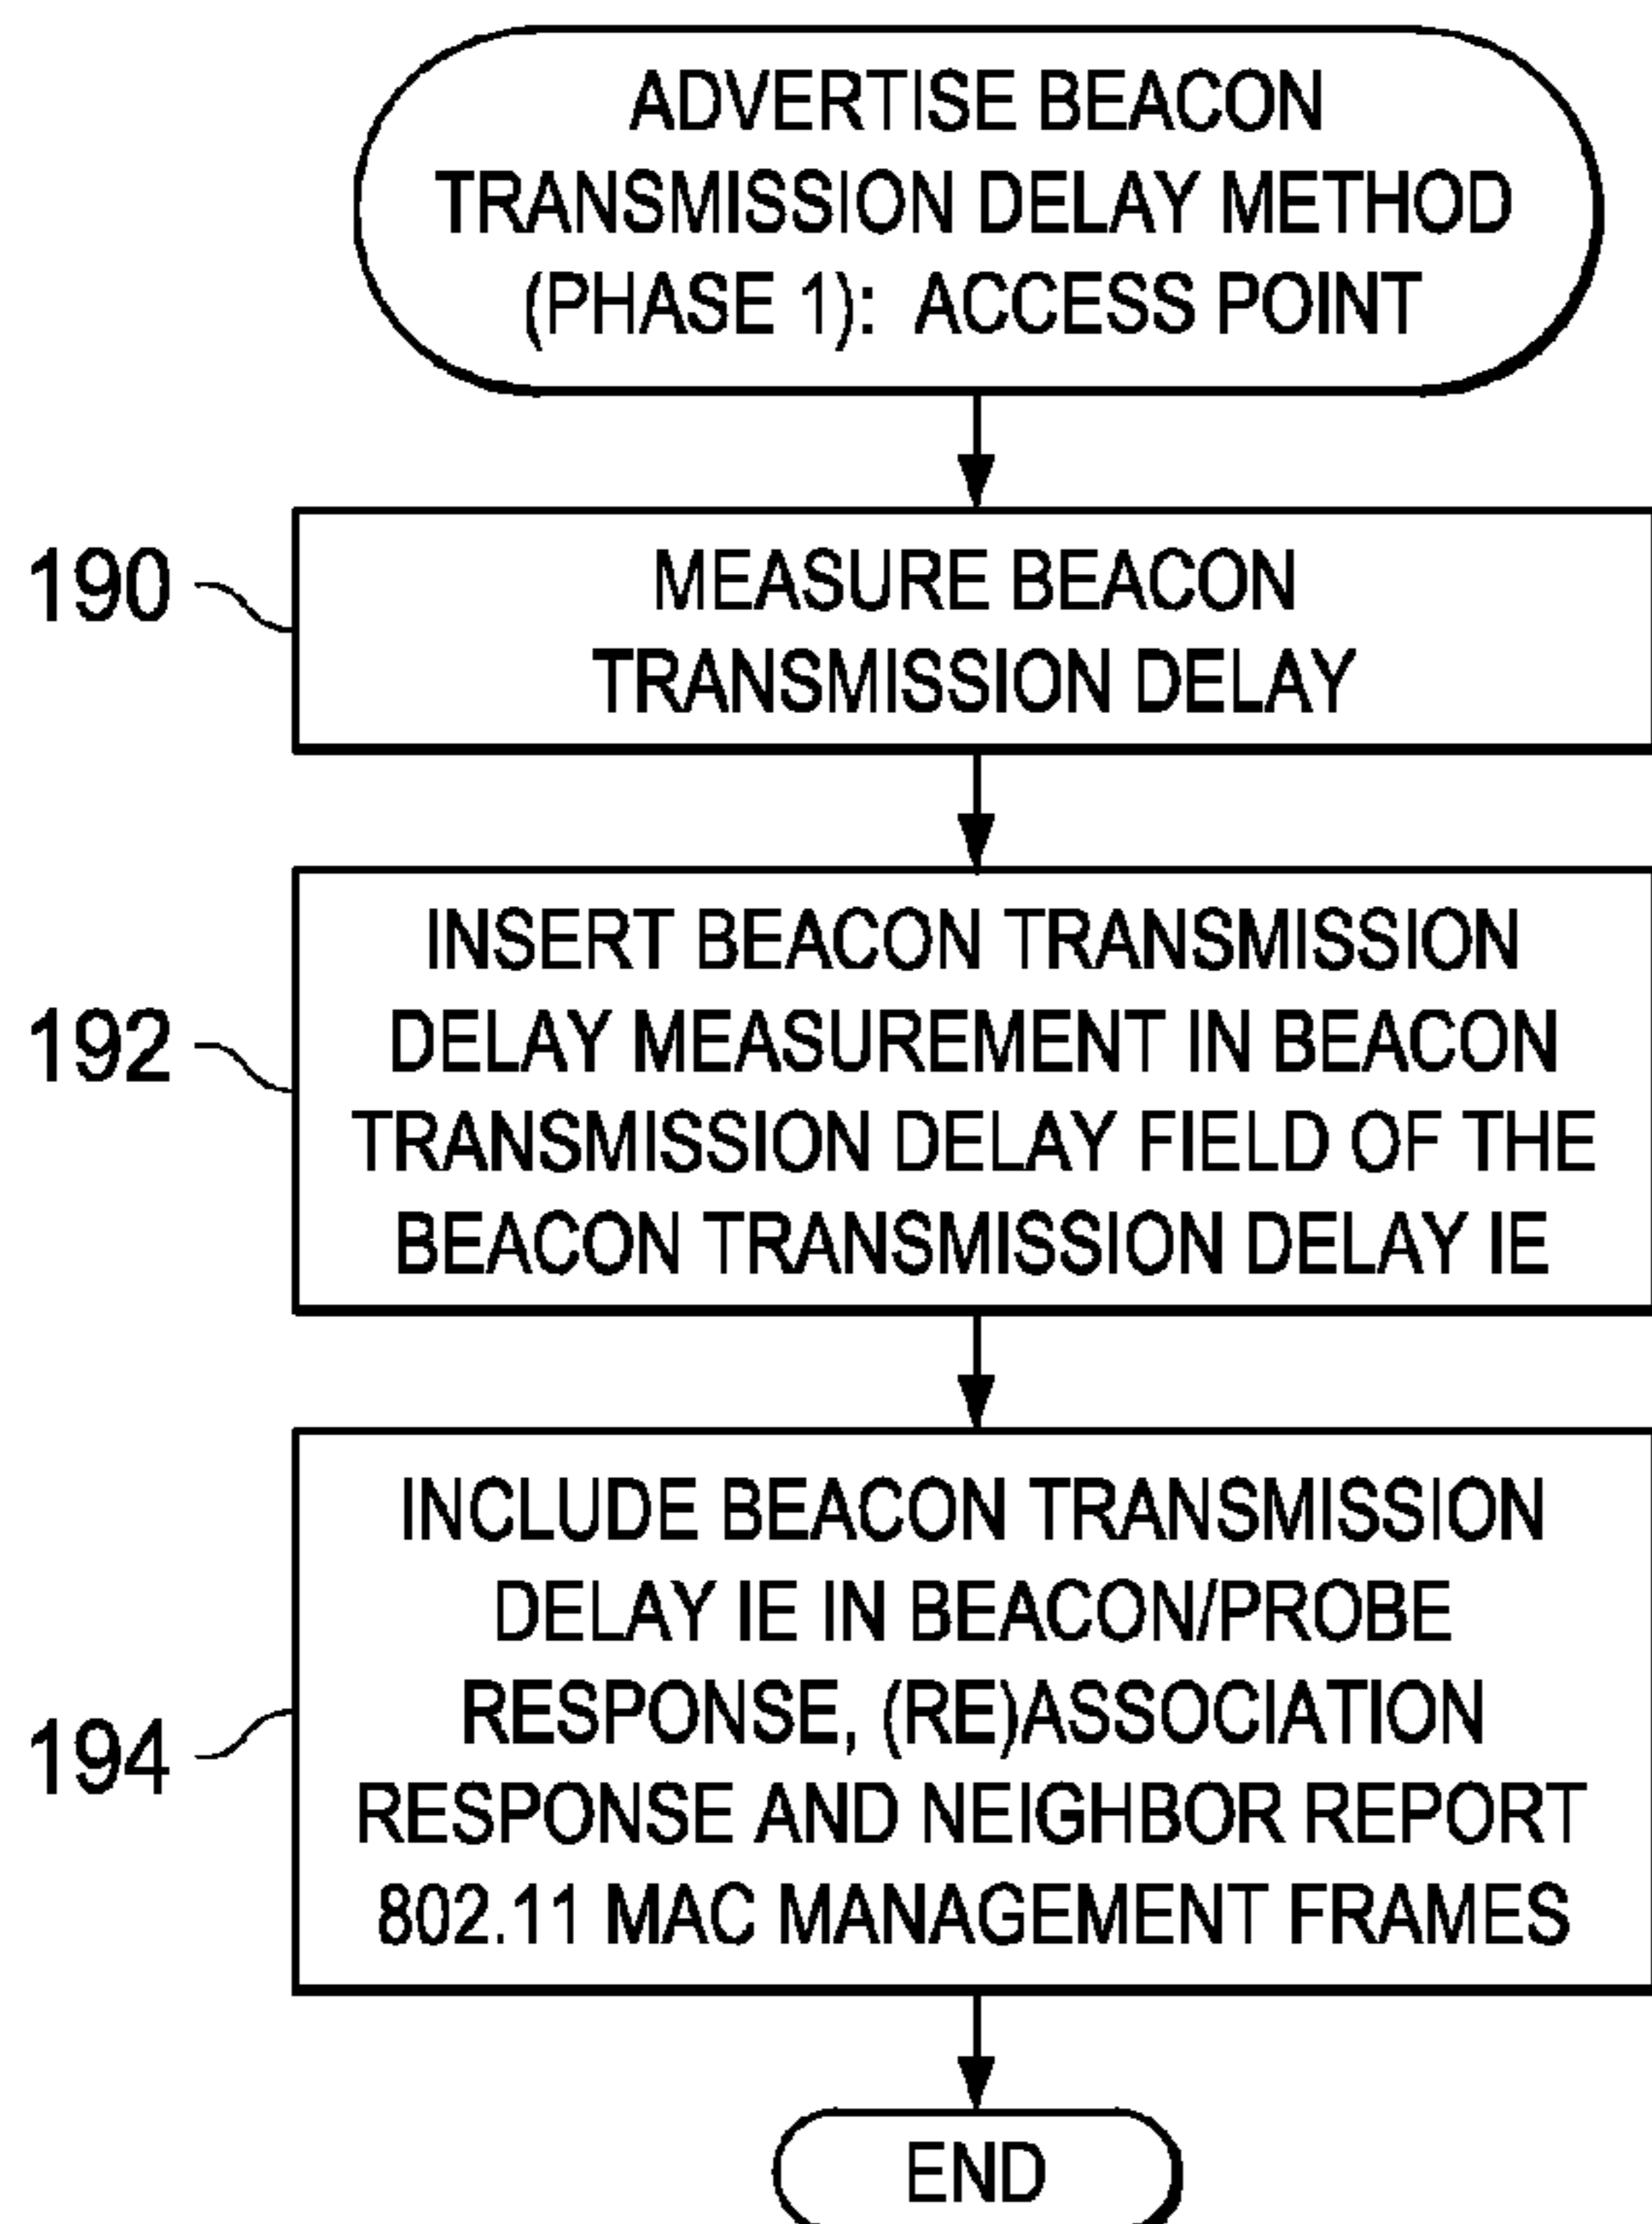 ADVERTISE BEACON
TRANSMISSION DELAY METHOD
(PHASE 1): ACCESS POINT
190
MEASURE BEACON
TRANSMISSION DELAY
192
INSERT BEACON TRANSMISSION
DELAY MEASUREMENT IN BEACON
TRANSMISSION DELAY FIELD OF THE
BEACON TRANSMISSION DELAY IE
194
INCLUDE BEACON TRANSMISSION
DELAY IE IN BEACON/PROBE
RESPONSE, (RE)ASSOCIATION
RESPONSE AND NEIGHBOR REPORT
802.11 MAC MANAGEMENT FRAMES
END